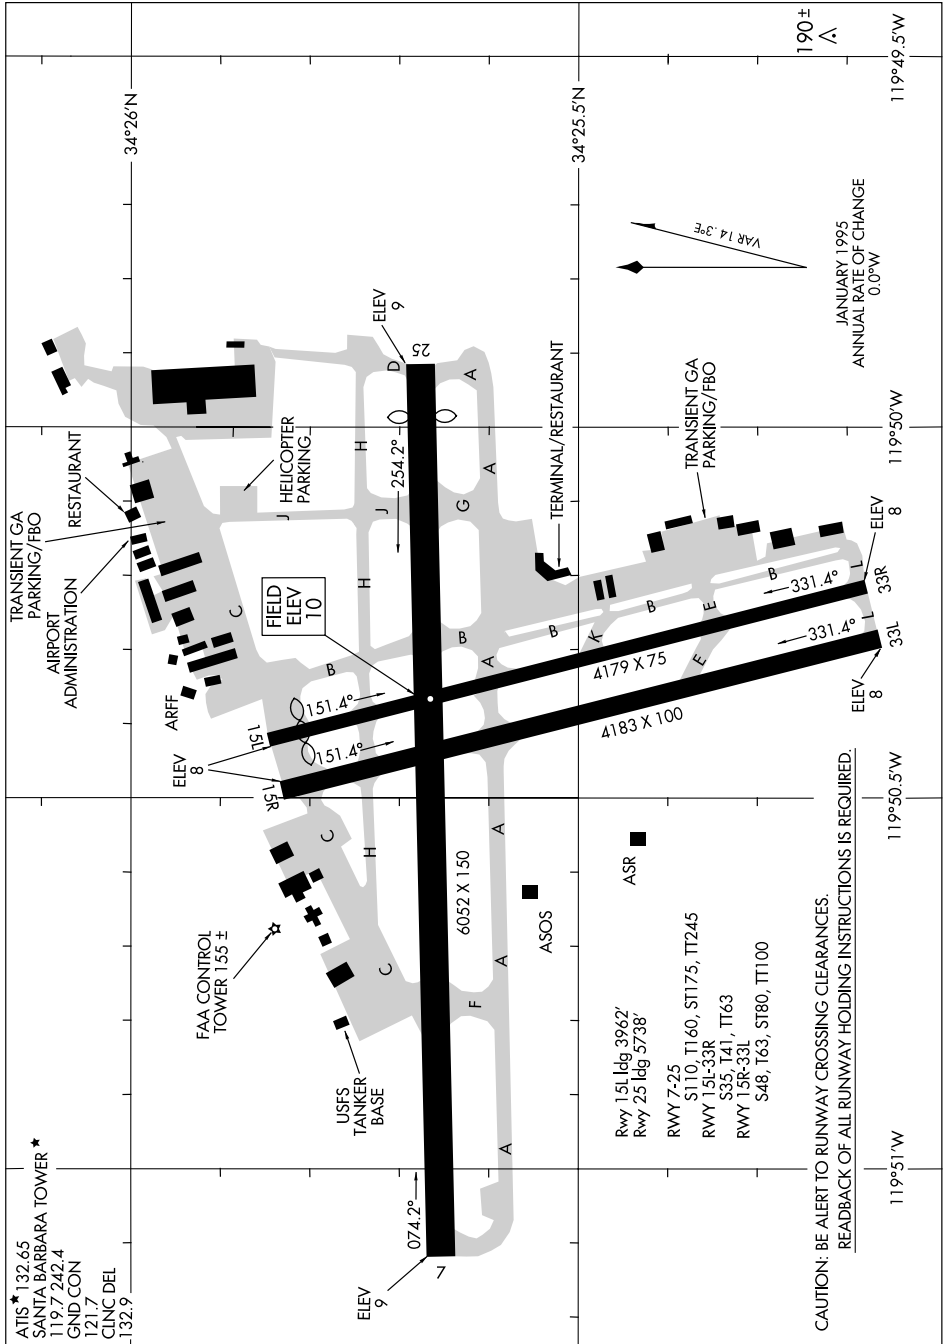 ATIS ★ 132.65
SANTA BARBARA TOWER ★
119.7 242.4
GND CON
121.7
CLNC DEL
132.9
34°26'N
34°25.5'N
190±
119°49.5'W
119°50'W
119°50.5'W
119°51'W
VAR 14.3°E
JANUARY 1995
ANNUAL RATE OF CHANGE
0.0°W
TRANSIENT GA
PARKING/FBO
RESTAURANT
AIRPORT
ADMINISTRATION
ARFF
HELICOPTER
PARKING
FIELD
ELEV
10
ELEV
9
25
D
A
A
H
J
J
H
254.2°
G
C
B
B
A
B
B
B
K
E
E
L
L
TERMINAL/RESTAURANT
TRANSIENT GA
PARKING/FBO
ELEV
8
33R
331.4°
331.4°
33L
ELEV
8
4179 X 75
4183 X 100
ELEV
8
15L
151.4°
15R
151.4°
C
H
C
F
A
A
A
6052 X 150
FAA CONTROL
TOWER 155 ±
USFS
TANKER
BASE
ASOS
ASR
074.2°
7
ELEV
9
Rwy 15L ldg 3962'
Rwy 25 ldg 5738'
RWY 7-25
S110, T160, ST175, TT245
RWY 15L-33R
S35, T41, TT63
RWY 15R-33L
S48, T63, ST80, TT100
CAUTION: BE ALERT TO RUNWAY CROSSING CLEARANCES.
READBACK OF ALL RUNWAY HOLDING INSTRUCTIONS IS REQUIRED.